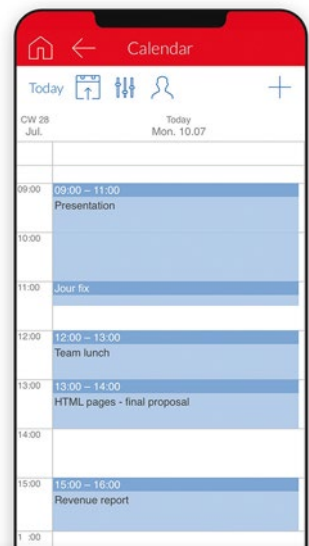 Calendar
Today
CW 28
Jul.
Today
Mon. 10.07
09:00
09:00 – 11:00
Presentation
10:00
11:00
Jour fix
12:00
12:00 – 13:00
Team lunch
13:00
13:00 – 14:00
HTML pages - final proposal
14:00
15:00
15:00 – 16:00
Revenue report